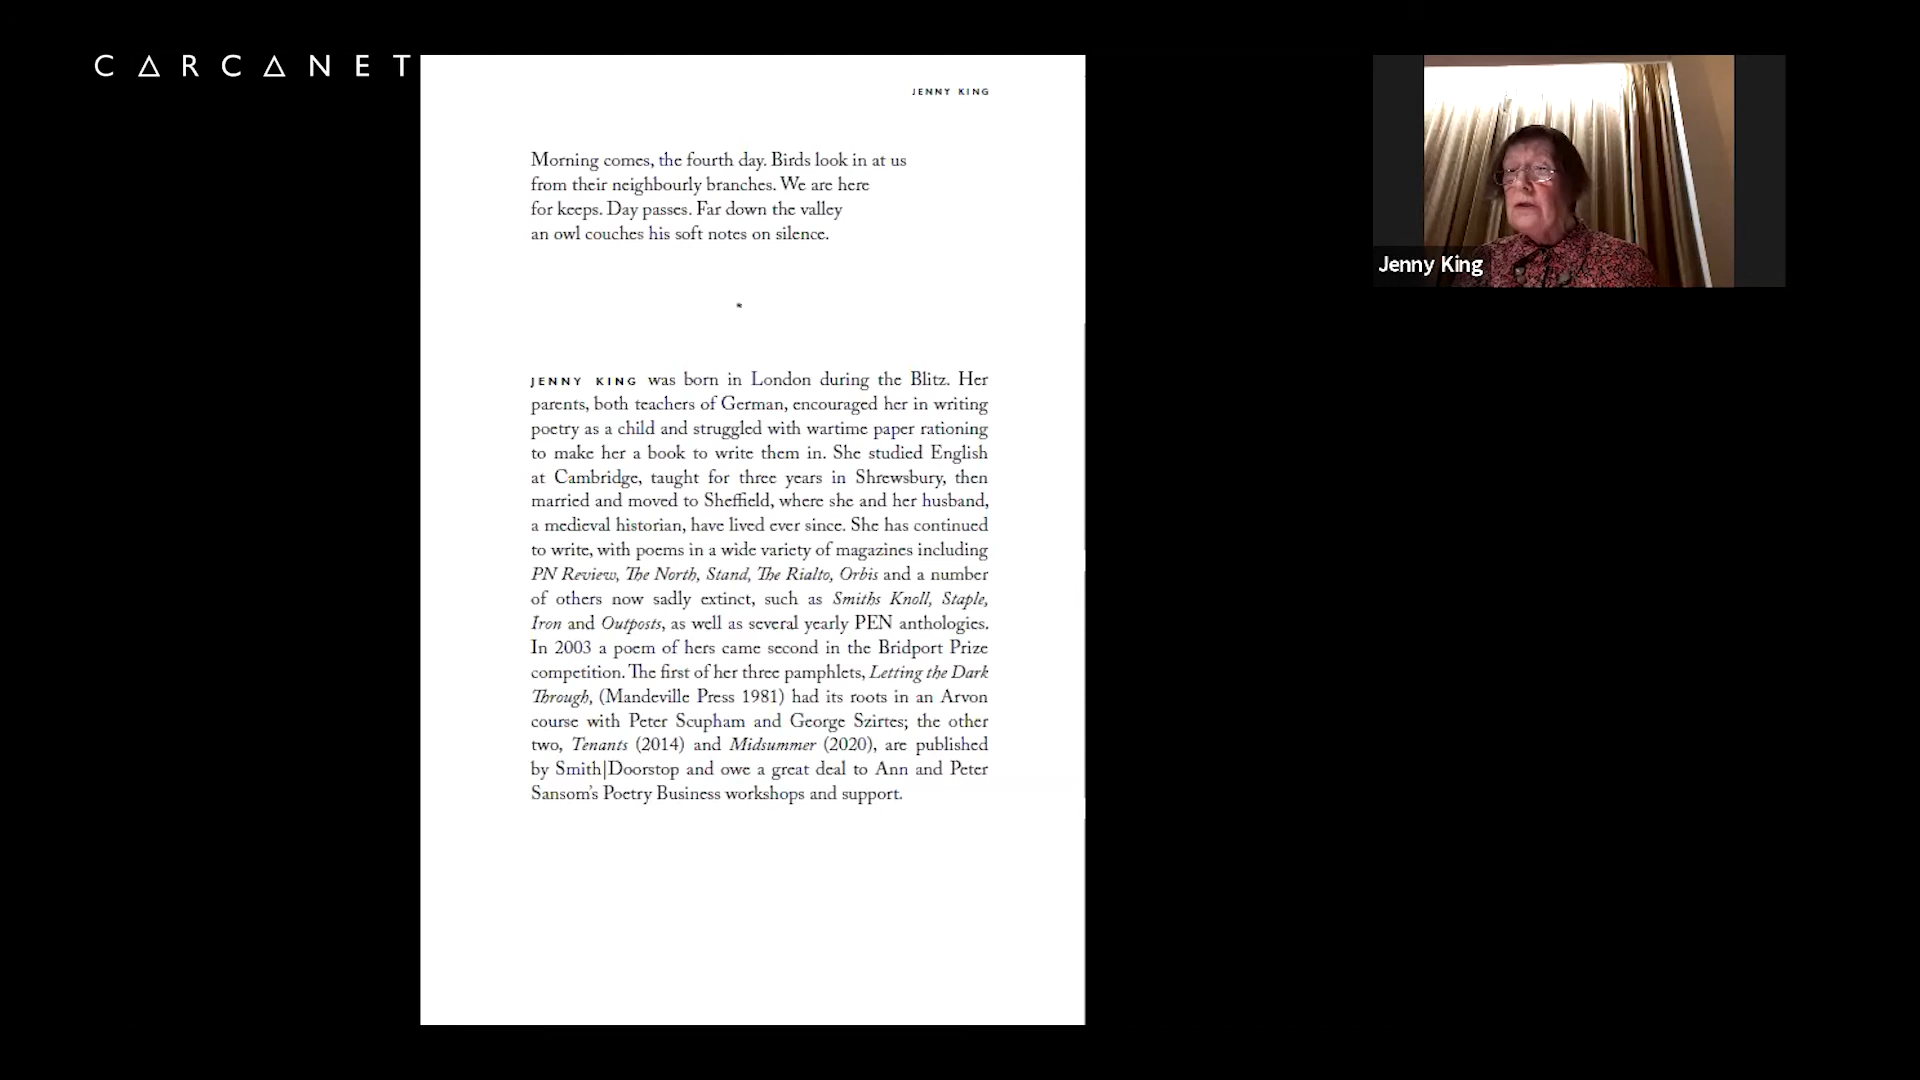 CARCANET
JENNY KING
Morning comes, the fourth day. Birds look in at us
from their neighbourly branches. We are here
for keeps. Day passes. Far down the valley
an owl couches his soft notes on silence.
*
JENNY KING was born in London during the Blitz. Her
parents, both teachers of German, encouraged her in writing
poetry as a child and struggled with wartime paper rationing
to make her a book to write them in. She studied English
at Cambridge, taught for three years in Shrewsbury, then
married and moved to Sheffield, where she and her husband,
a medieval historian, have lived ever since. She has continued
to write, with poems in a wide variety of magazines including
PN Review, The North, Stand, The Rialto, Orbis and a number
of others now sadly extinct, such as Smiths Knoll, Staple,
Iron and Outposts, as well as several yearly PEN anthologies.
In 2003 a poem of hers came second in the Bridport Prize
competition. The first of her three pamphlets, Letting the Dark
Through, (Mandeville Press 1981) had its roots in an Arvon
course with Peter Scupham and George Szirtes; the other
two, Tenants (2014) and Midsummer (2020), are published
by Smith|Doorstop and owe a great deal to Ann and Peter
Sansom's Poetry Business workshops and support.
Jenny King